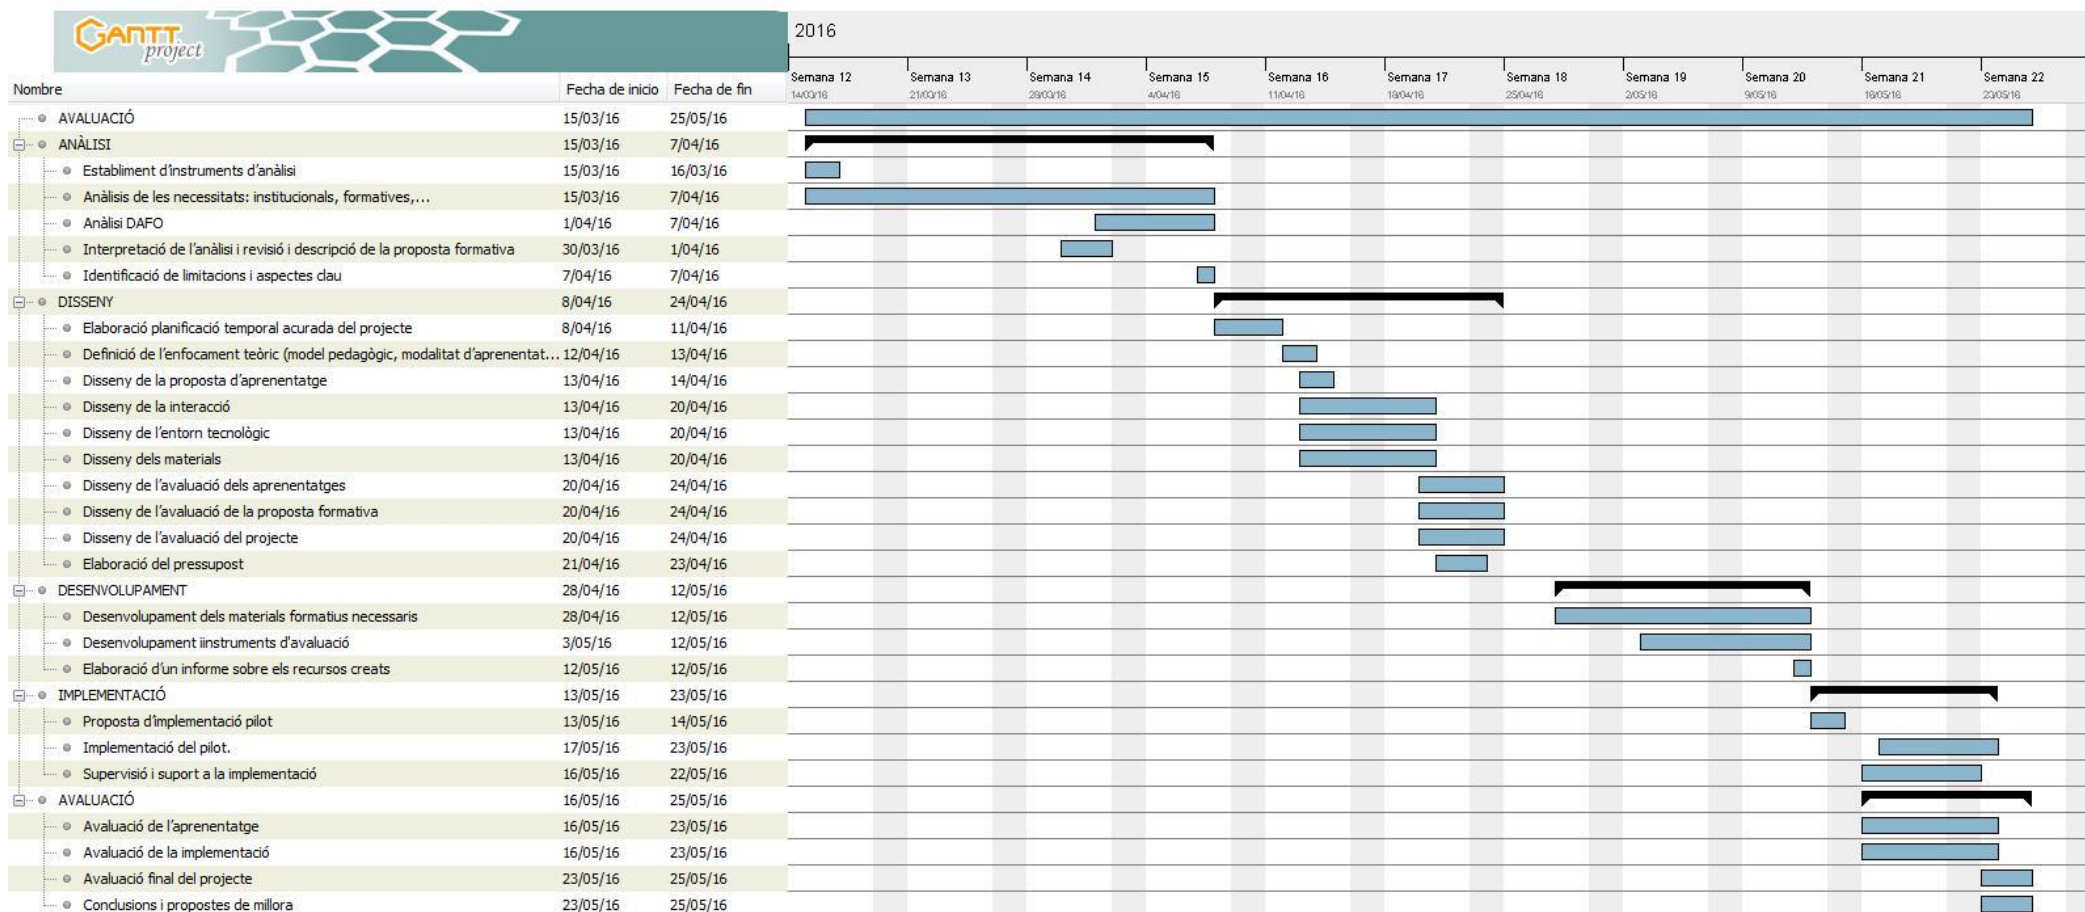 GANTT
project
2016
Semana 12 Semana 13 Semana 14 Semana 15 Semana 16 Semana 17 Semana 18 Semana 19 Semana 20 Semana 21 Semana 22
Nombre Fecha de inicio Fecha de fin 14/03/16 21/03/16 28/03/16 4/04/16 11/04/16 18/04/16 25/04/16 2/05/16 9/05/16 16/05/16 23/05/16
AVALUACIÓ 15/03/16 25/05/16
ANÀLISI 15/03/16 7/04/16
Establiment d'instruments d'anàlisi 15/03/16 16/03/16
Anàlisis de les necessitats: institucionals, formatives,... 15/03/16 7/04/16
Anàlisi DAFO 1/04/16 7/04/16
Interpretació de l'anàlisi i revisió i descripció de la proposta formativa 30/03/16 1/04/16
Identificació de limitacions i aspectes clau 7/04/16 7/04/16
DISSENY 8/04/16 24/04/16
Elaboració planificació temporal acurada del projecte 8/04/16 11/04/16
Definició de l'enfocament teòric (model pedagògic, modalitat d'aprenentat... 12/04/16 13/04/16
Disseny de la proposta d'aprenentatge 13/04/16 14/04/16
Disseny de la interacció 13/04/16 20/04/16
Disseny de l'entorn tecnològic 13/04/16 20/04/16
Disseny dels materials 13/04/16 20/04/16
Disseny de l'avaluació dels aprenentatges 20/04/16 24/04/16
Disseny de l'avaluació de la proposta formativa 20/04/16 24/04/16
Disseny de l'avaluació del projecte 20/04/16 24/04/16
Elaboració del pressupost 21/04/16 23/04/16
DESENVOLUPAMENT 28/04/16 12/05/16
Desenvolupament dels materials formatius necessaris 28/04/16 12/05/16
Desenvolupament iinstruments d'avaluació 3/05/16 12/05/16
Elaboració d'un informe sobre els recursos creats 12/05/16 12/05/16
IMPLEMENTACIÓ 13/05/16 23/05/16
Proposta d'implementació pilot 13/05/16 14/05/16
Implementació del pilot. 17/05/16 23/05/16
Supervisió i suport a la implementació 16/05/16 22/05/16
AVALUACIÓ 16/05/16 25/05/16
Avaluació de l'aprenentatge 16/05/16 23/05/16
Avaluació de la implementació 16/05/16 23/05/16
Avaluació final del projecte 23/05/16 25/05/16
Conclusions i propostes de millora 23/05/16 25/05/16